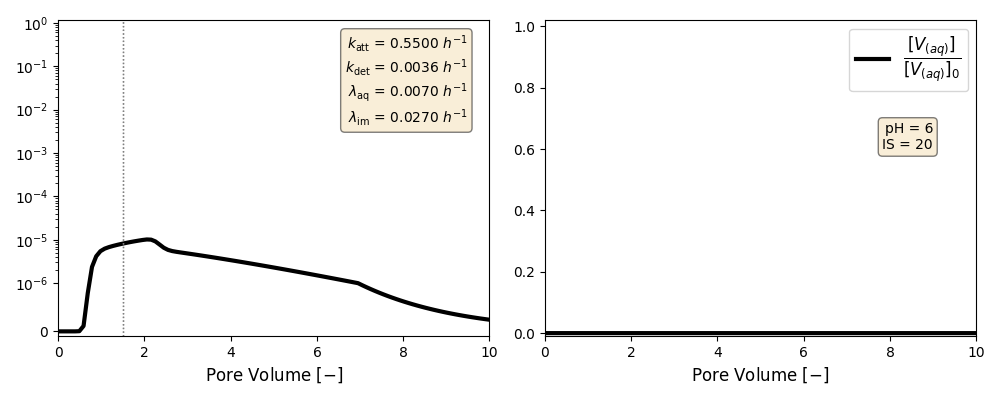 10⁰
10⁻¹
10⁻²
10⁻³
10⁻⁴
10⁻⁵
10⁻⁶
0
0 2 4 6 8 10
Pore Volume [−]
k_att = 0.5500 h⁻¹
k_det = 0.0036 h⁻¹
λ_aq = 0.0070 h⁻¹
λ_im = 0.0270 h⁻¹
1.0
0.8
0.6
0.4
0.2
0.0
0 2 4 6 8 10
Pore Volume [−]
[V_(aq)]
[V_(aq)]₀
pH = 6
IS = 20